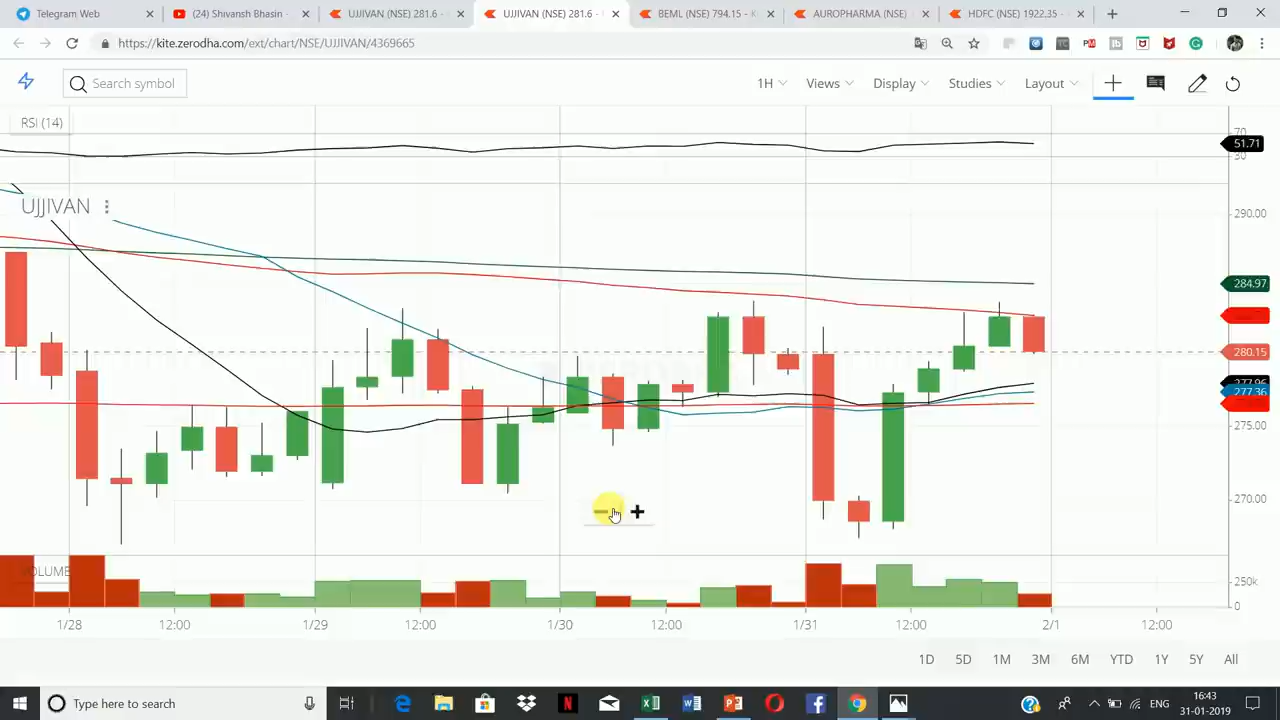 Telegram Web
(24) Shivansh Bhasin -
UJJIVAN (NSE) 281.6 -
UJJIVAN (NSE) 281.6 -
BEML (NSE) 794.15 - K
AUROPHARMA (NSE)
HDFC (NSE) 1922.35 -
https://kite.zerodha.com/ext/chart/NSE/UJJIVAN/4369665
Search symbol
1H
Views
Display
Studies
Layout
RSI (14)
70
51.71
30
UJJIVAN
290.00
284.97
280.15
277.96
277.36
275.00
270.00
VOLUME
250k
0
1/28
12:00
1/29
12:00
1/30
12:00
1/31
12:00
2/1
12:00
1D
5D
1M
3M
6M
YTD
1Y
5Y
All
Type here to search
ENG
16:43
31-01-2019